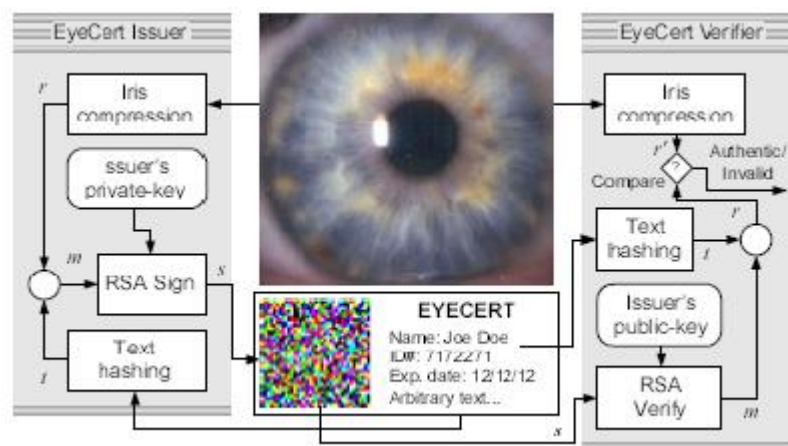 EyeCert Issuer
r
Iris
compression
ssuer's
private-key
m
RSA Sign
s
t
Text
hashing
EYECERT
Name: Joe Doe
ID#: 7172271
Exp. date: 12/12/12
Arbitrary text...
s
EyeCert Verifier
Iris
compression
r'
?
Authentic/
Invalid
Compare
r
Text
hashing
t
Issuer's
public-key
RSA
Verify
m